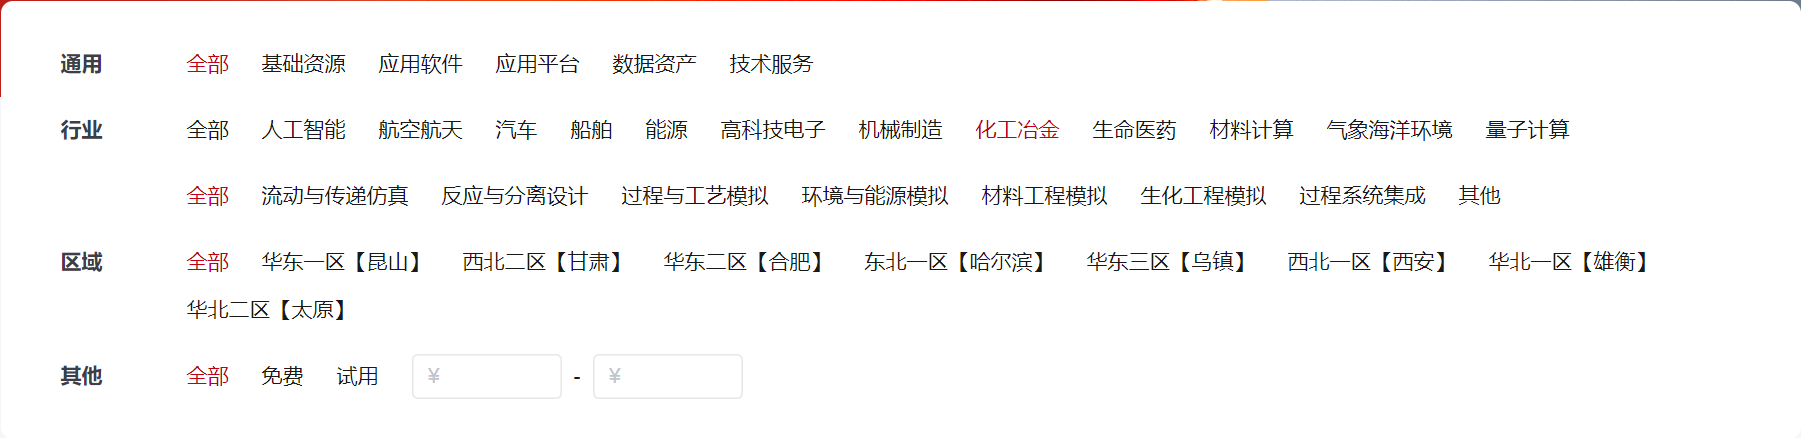 通用 全部 基础资源 应用软件 应用平台 数据资产 技术服务
行业 全部 人工智能 航空航天 汽车 船舶 能源 高科技电子 机械制造 化工冶金 生命医药 材料计算 气象海洋环境 量子计算
全部 流动与传递仿真 反应与分离设计 过程与工艺模拟 环境与能源模拟 材料工程模拟 生化工程模拟 过程系统集成 其他
区域 全部 华东一区【昆山】 西北二区【甘肃】 华东二区【合肥】 东北一区【哈尔滨】 华东三区【乌镇】 西北一区【西安】 华北一区【雄衡】
华北二区【太原】
其他 全部 免费 试用 ¥ - ¥